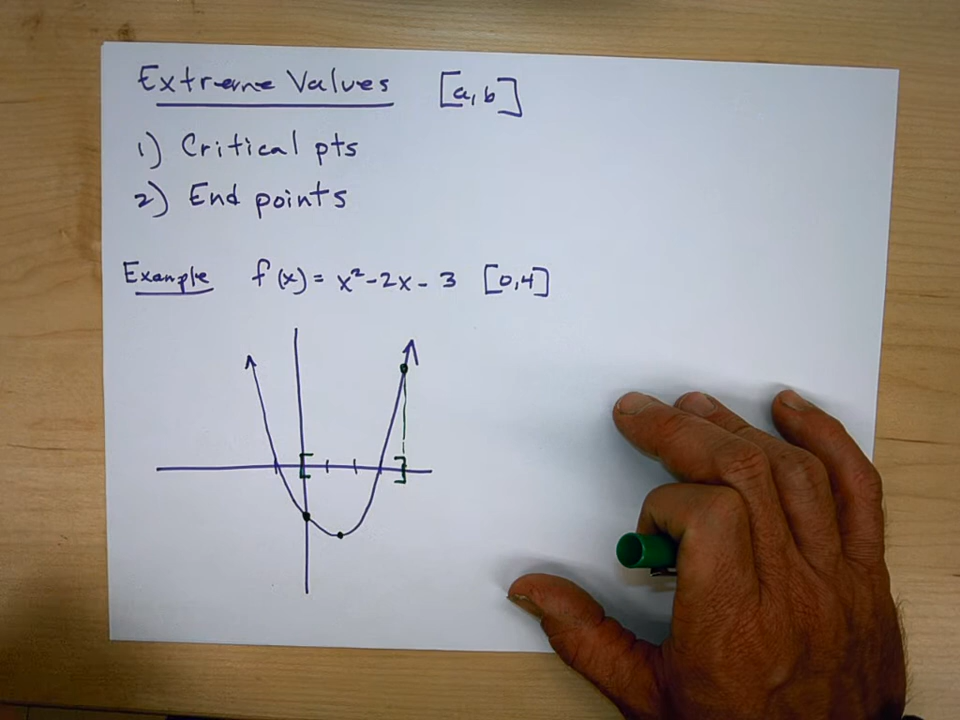 Extreme Values [a,b]
1) Critical pts
2) End points
Example f(x) = x²-2x-3 [0,4]